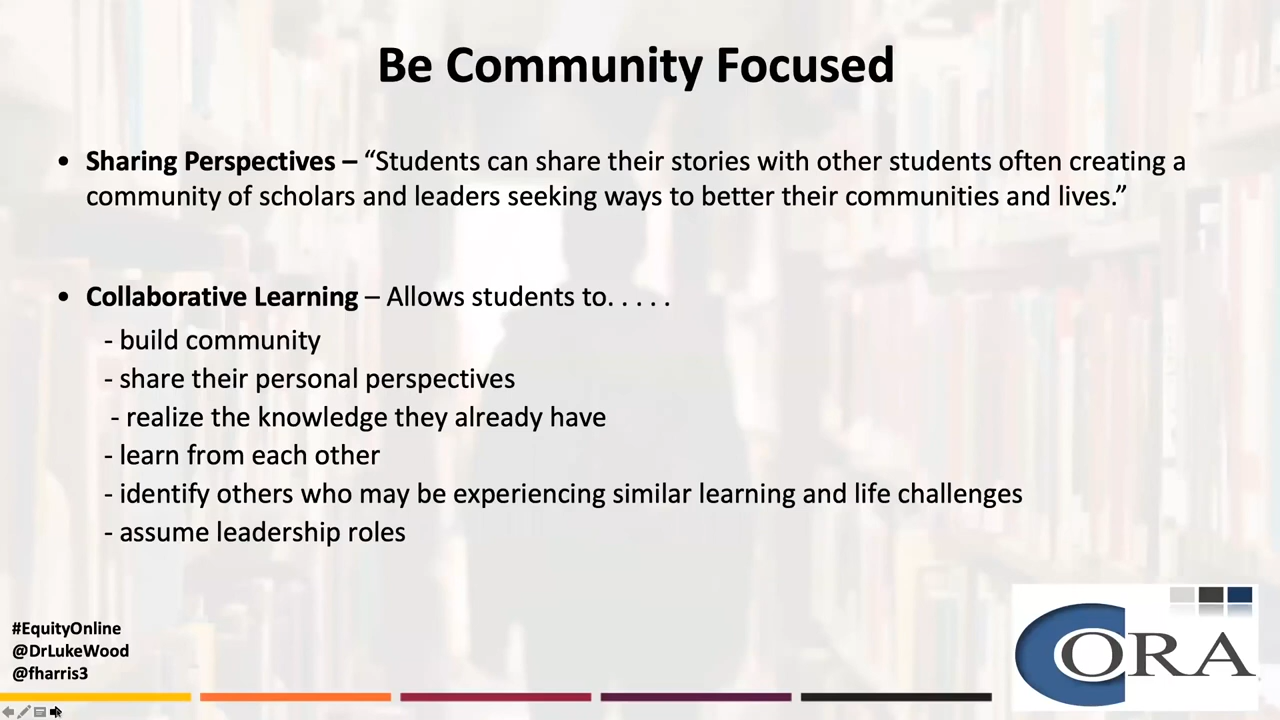 Be Community Focused
• Sharing Perspectives – “Students can share their stories with other students often creating a
community of scholars and leaders seeking ways to better their communities and lives.”
• Collaborative Learning – Allows students to. . . . .
- build community
- share their personal perspectives
- realize the knowledge they already have
- learn from each other
- identify others who may be experiencing similar learning and life challenges
- assume leadership roles
#EquityOnline
@DrLukeWood
@fharris3
CORA